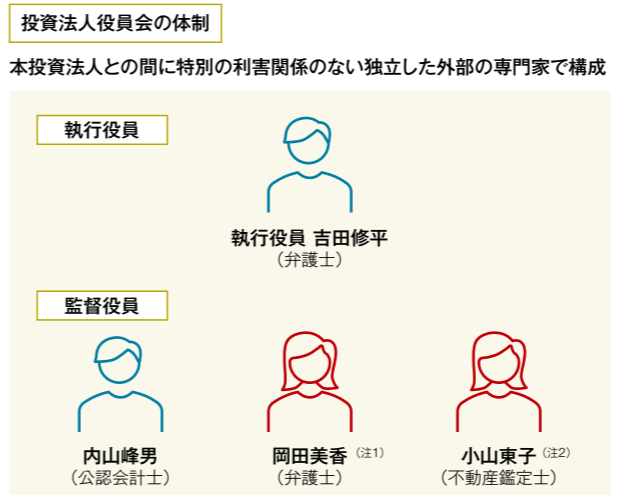 投資法人役員会の体制
本投資法人との間に特別の利害関係のない独立した外部の専門家で構成
執行役員
執行役員 吉田修平
（弁護士）
監督役員
内山峰男
（公認会計士）
岡田美香（注1）
（弁護士）
小山東子（注2）
（不動産鑑定士）